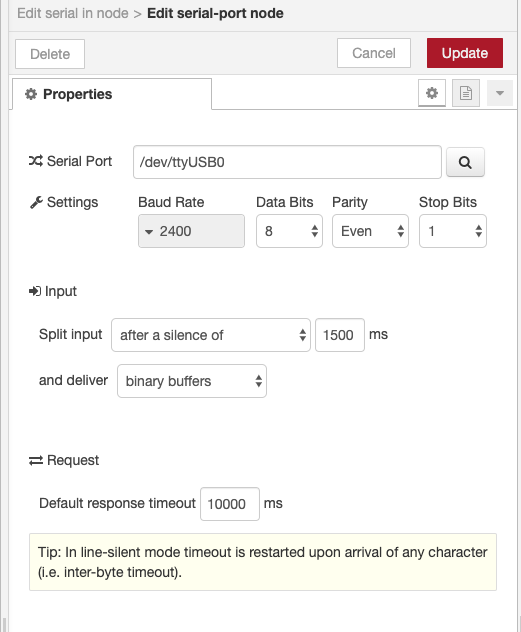 Edit serial in node > Edit serial-port node
Delete Cancel Update
Properties
Serial Port /dev/ttyUSB0
Settings Baud Rate Data Bits Parity Stop Bits
2400 8 Even 1
Input
Split input after a silence of 1500 ms
and deliver binary buffers
Request
Default response timeout 10000 ms
Tip: In line-silent mode timeout is restarted upon arrival of any character
(i.e. inter-byte timeout).